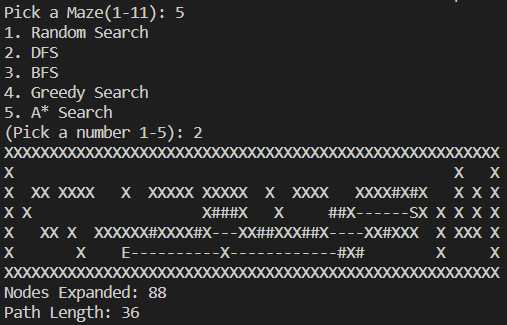 Pick a Maze(1-11): 5
1. Random Search
2. DFS
3. BFS
4. Greedy Search
5. A* Search
(Pick a number 1-5): 2
XXXXXXXXXXXXXXXXXXXXXXXXXXXXXXXXXXXXXXXXXXXXXXXXXXXXXXX
X                                                 X   X
X  XX XXXX   X  XXXXX XXXXX  X  XXXX   XXXX#X#X   X X X
X X                   X###X   X     ##X------SX X X X X
X   XX X  XXXXXX#XXXX#X---XX##XXX##X----XX#XXX  X XXX X
X       X    E----------X------------#X#        X     X
XXXXXXXXXXXXXXXXXXXXXXXXXXXXXXXXXXXXXXXXXXXXXXXXXXXXXXX
Nodes Expanded: 88
Path Length: 36